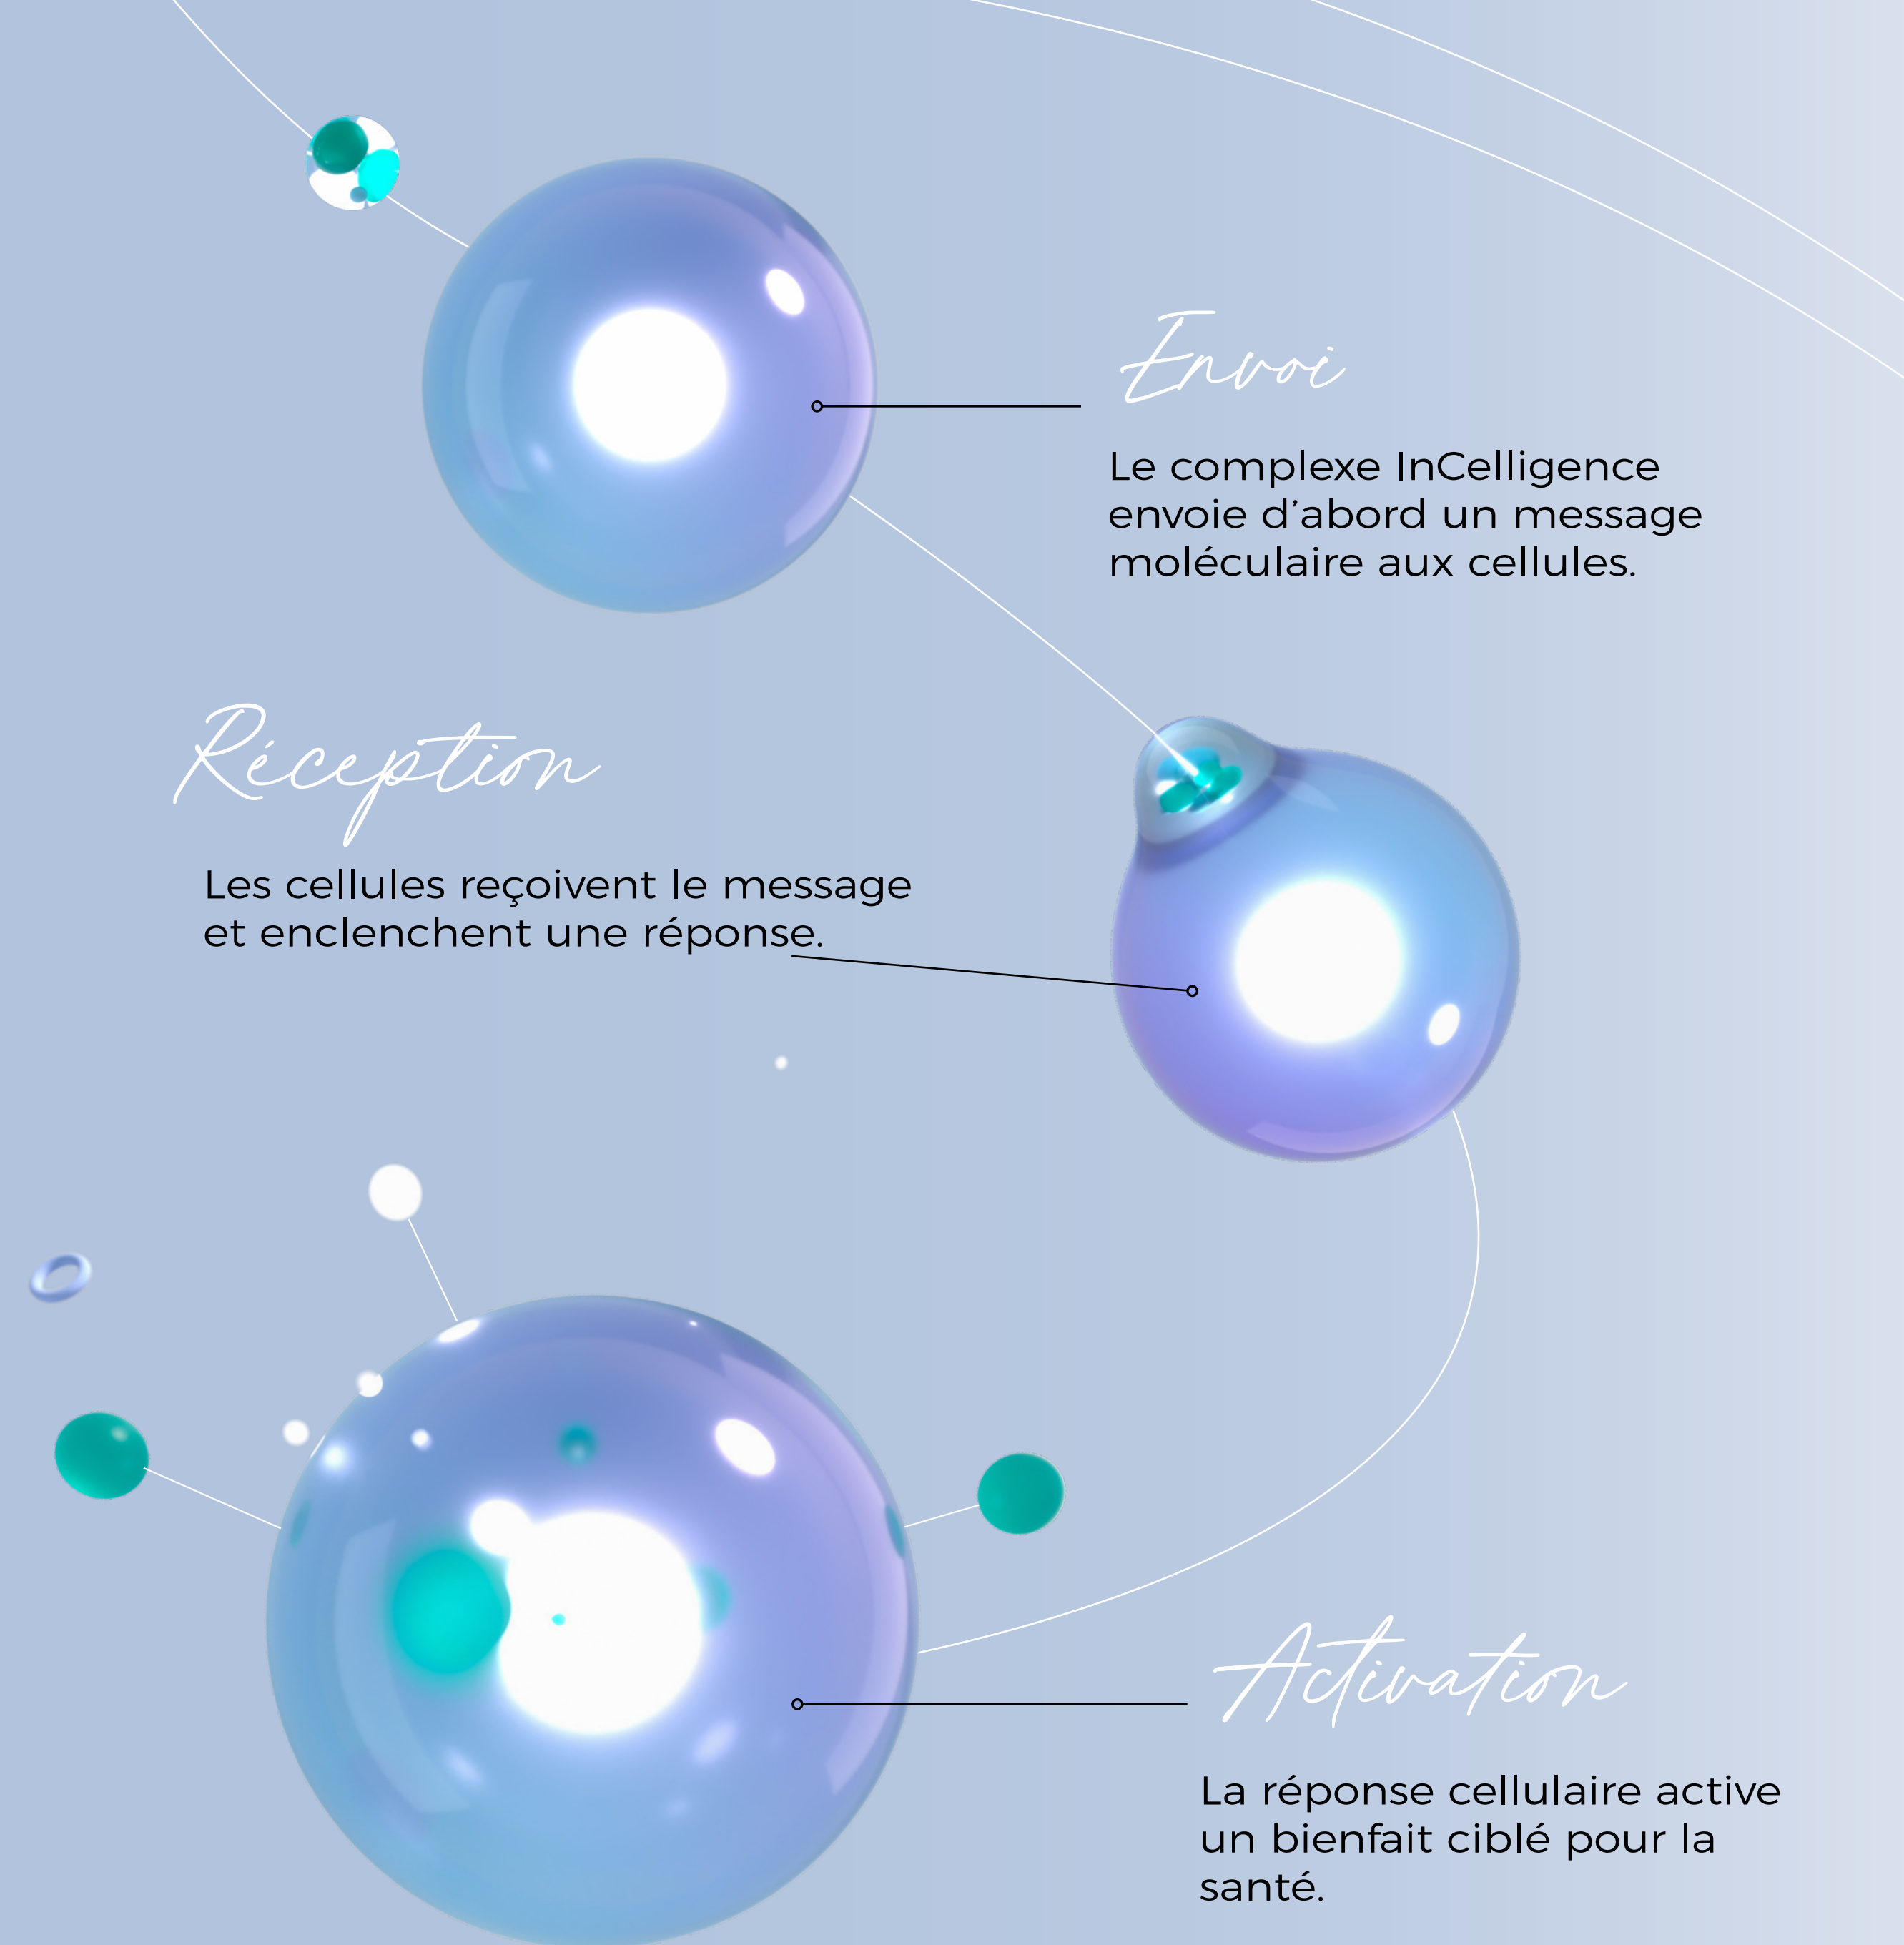 Envoi
Le complexe InCelligence
envoie d’abord un message
moléculaire aux cellules.
Réception
Les cellules reçoivent le message
et enclenchent une réponse.
Activation
La réponse cellulaire active
un bienfait ciblé pour la
santé.